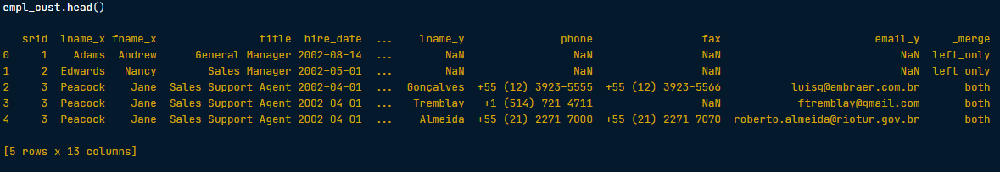 empl_cust.head()
srid lname_x fname_x title hire_date ... lname_y phone fax email_y _merge
0 1 Adams Andrew General Manager 2002-08-14 ... NaN NaN NaN NaN left_only
1 2 Edwards Nancy Sales Manager 2002-05-01 ... NaN NaN NaN NaN left_only
2 3 Peacock Jane Sales Support Agent 2002-04-01 ... Gonçalves +55 (12) 3923-5555 +55 (12) 3923-5566 luisg@embraer.com.br both
3 3 Peacock Jane Sales Support Agent 2002-04-01 ... Tremblay +1 (514) 721-4711 NaN ftremblay@gmail.com both
4 3 Peacock Jane Sales Support Agent 2002-04-01 ... Almeida +55 (21) 2271-7000 +55 (21) 2271-7070 roberto.almeida@riotur.gov.br both
[5 rows x 13 columns]